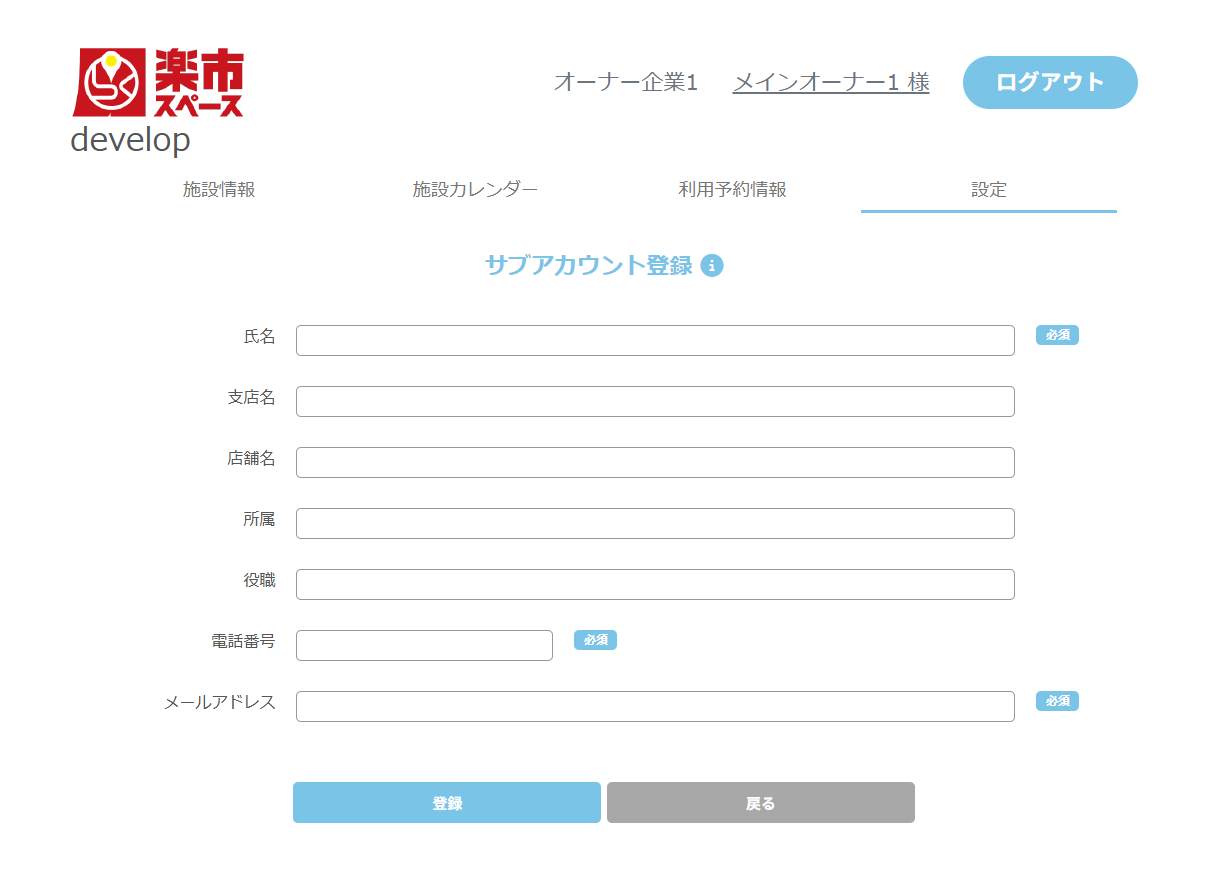 楽市
スペース
develop
オーナー企業1 メインオーナー1 様 ログアウト
施設情報 施設カレンダー 利用予約情報 設定
サブアカウント登録
氏名 必須
支店名
店舗名
所属
役職
電話番号 必須
メールアドレス 必須
登録 戻る